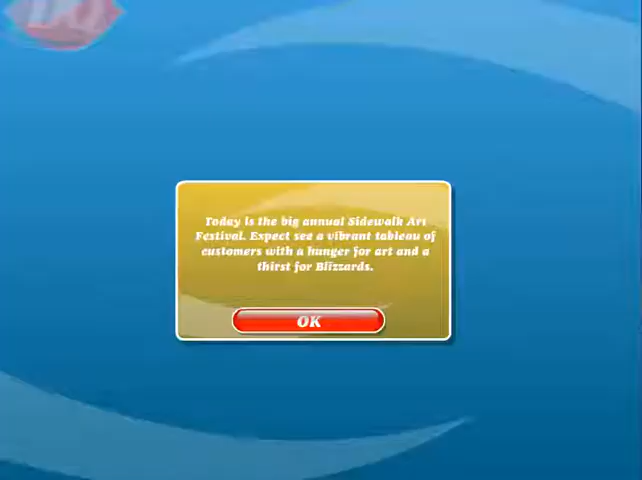 Today is the big annual Sidewalk Art
Festival. Expect see a vibrant tableau of
customers with a hunger for art and a
thirst for Blizzards.
OK